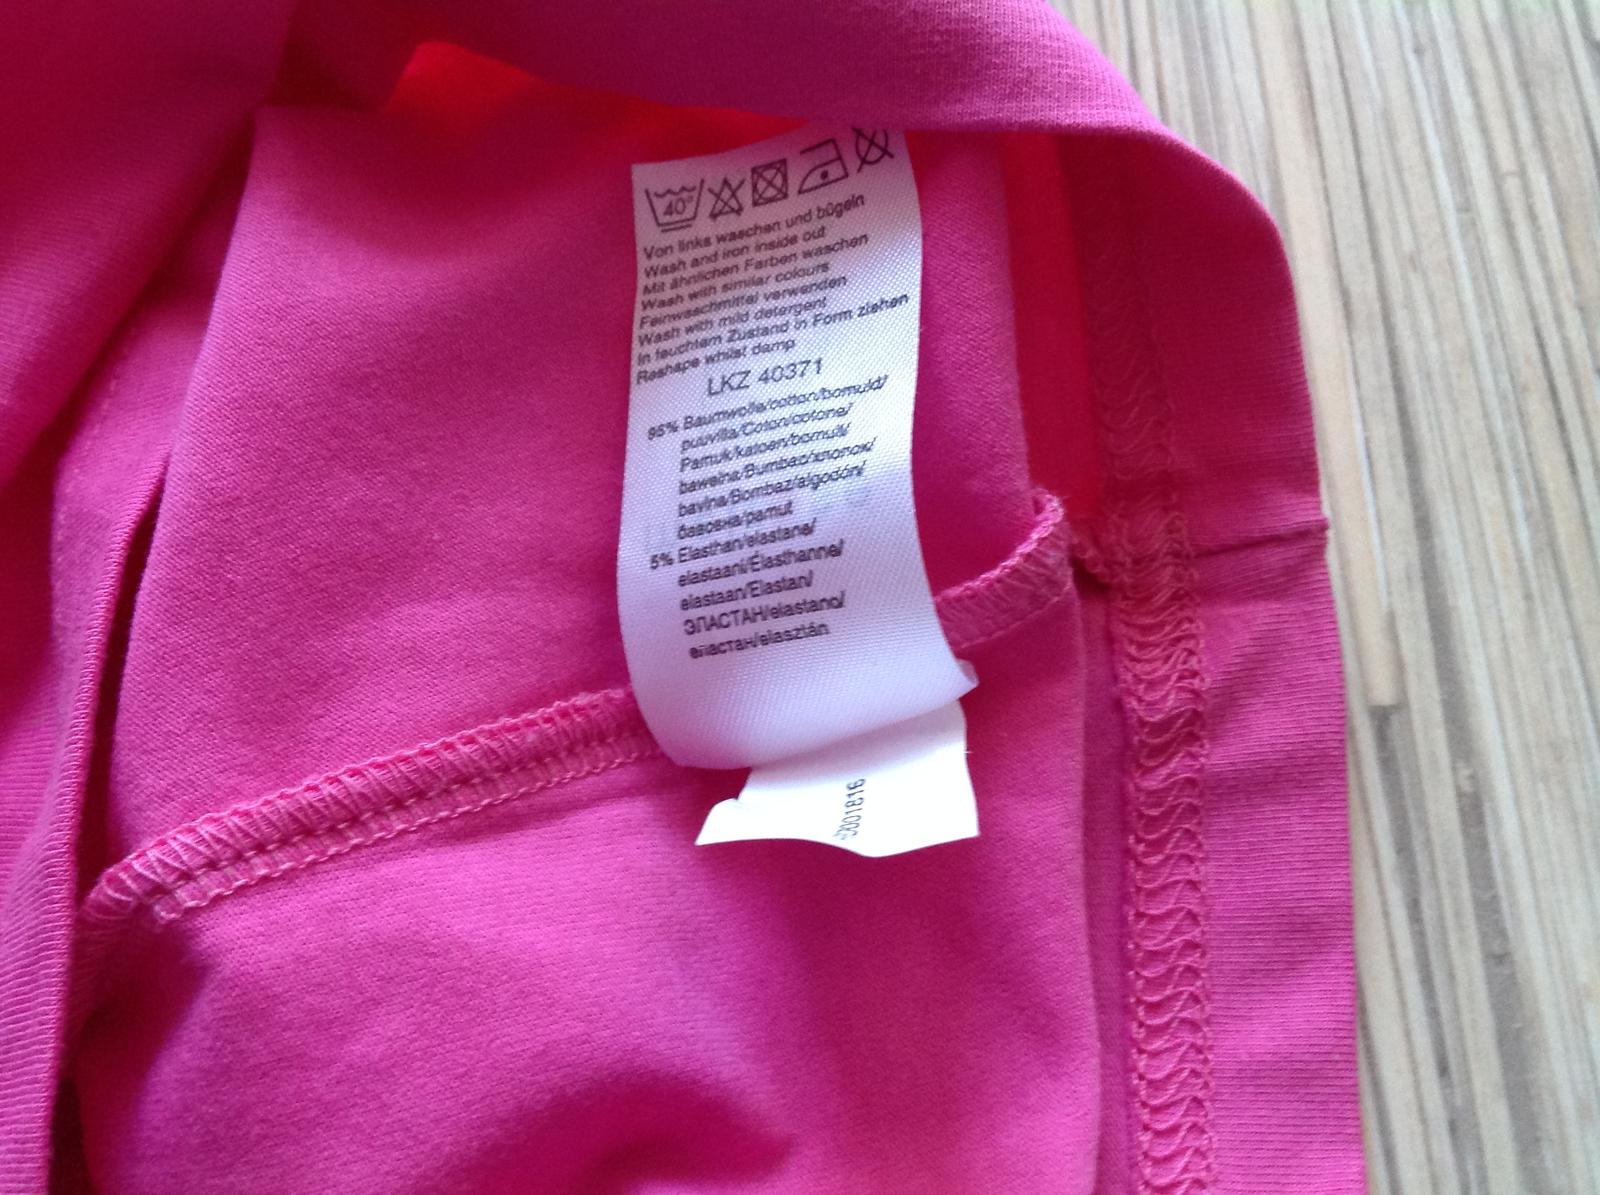 40°
Von links waschen und bügeln
Wash and iron inside out
Mit ähnlichen Farben waschen
Wash with similar colours
Feinwaschmittel verwenden
Wash with mild detergent
In feuchtem Zustand in Form ziehen
Reshape whilst damp
LKZ 40371
95% Baumwolle/cotton/bomuld/
puuvilla/Coton/cotone/
Pamuk/katoen/bomull/
bawełna/Bumbac/хлопок/
bavlna/Bombaz/algodón/
бавовна/pamut
5% Elasthan/elastane/
elastaani/Élasthanne/
elastaan/Elastan/
ЭЛАСТАН/elastano/
еластан/elasztán
0001816